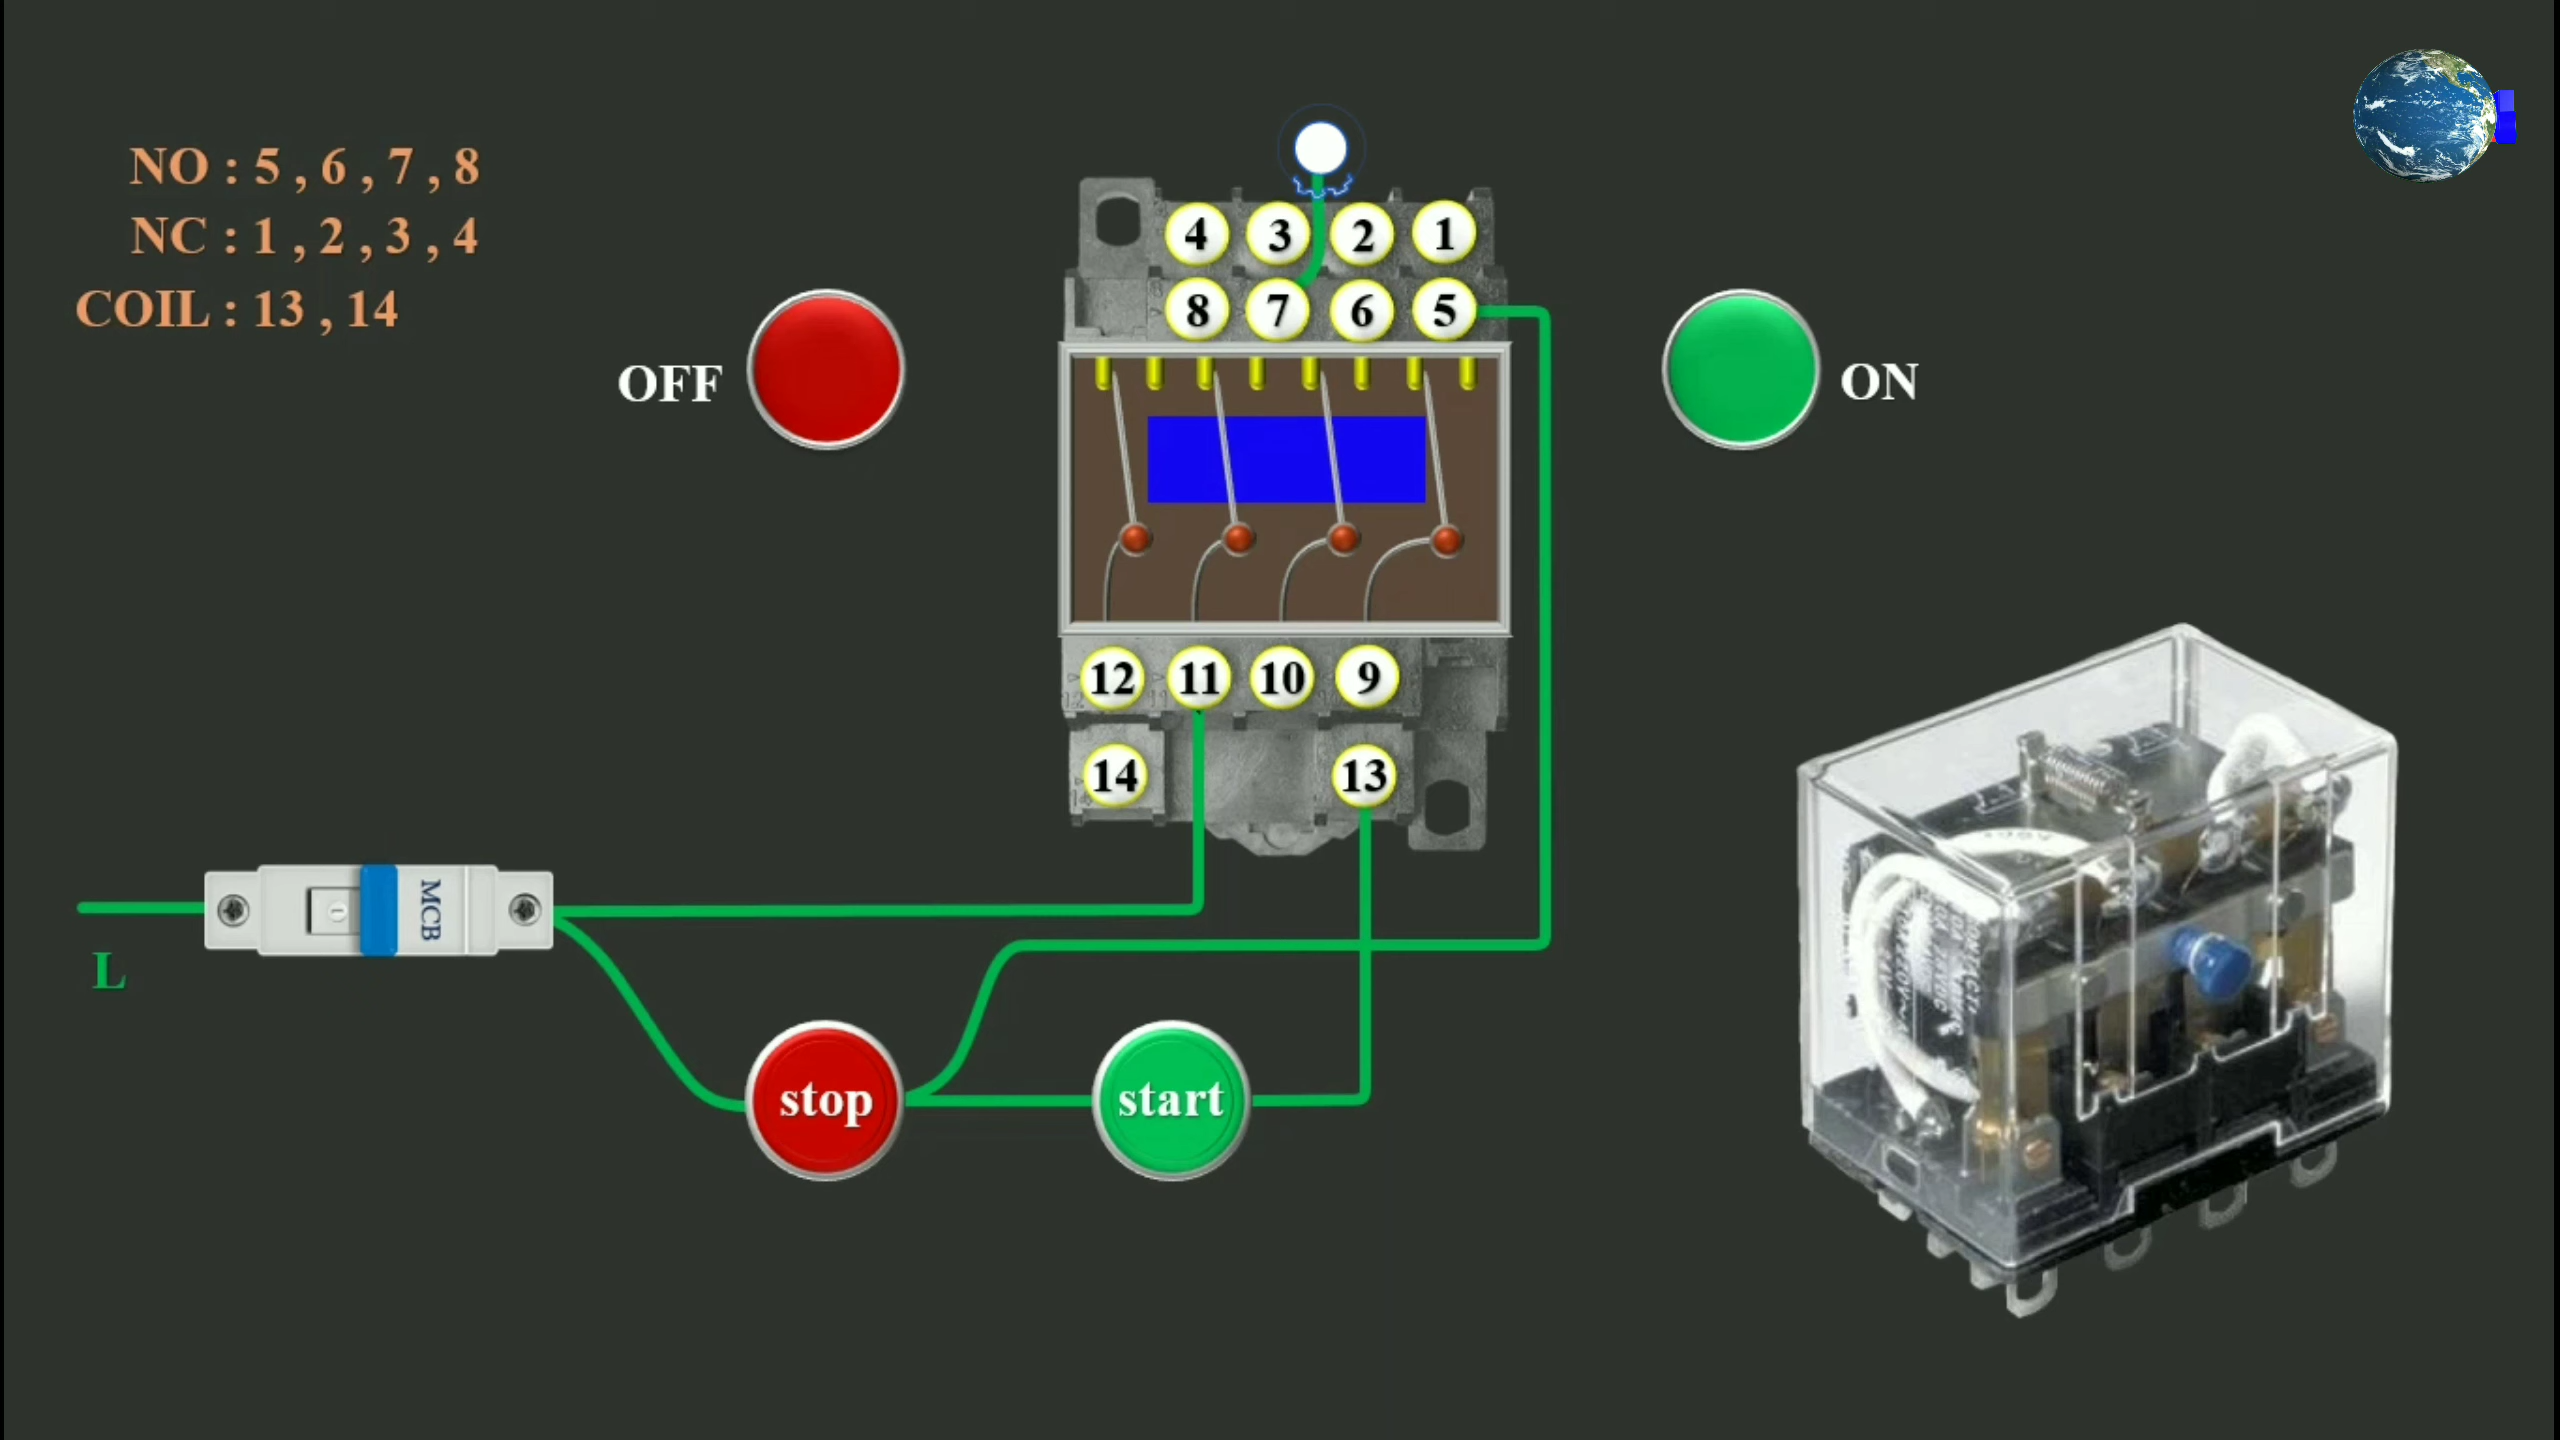 NO : 5 , 6 , 7 , 8
NC : 1 , 2 , 3 , 4
COIL : 13 , 14
OFF
ON
4 3 2 1
8 7 6 5
12 11 10 9
14 13
MCB
L
stop
start